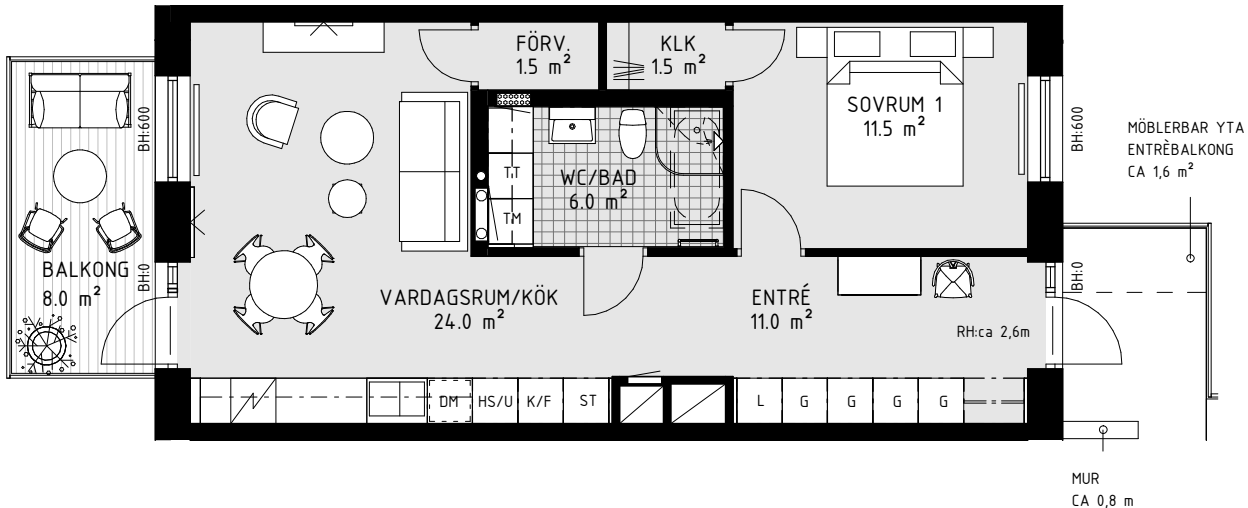 FÖRV.
1.5 m²
KLK
1.5 m²
SOVRUM 1
11.5 m²
BH:600
BH:600
MÖBLERBAR YTA
ENTRÈBALKONG
CA 1,6 m²
TT
TM
WC/BAD
6.0 m²
BALKONG
8.0 m²
BH:0
VARDAGSRUM/KÖK
24.0 m²
ENTRÉ
11.0 m²
BH:0
RH:ca 2,6m
DM
HS/U
K/F
ST
L
G
G
G
G
MUR
CA 0,8 m